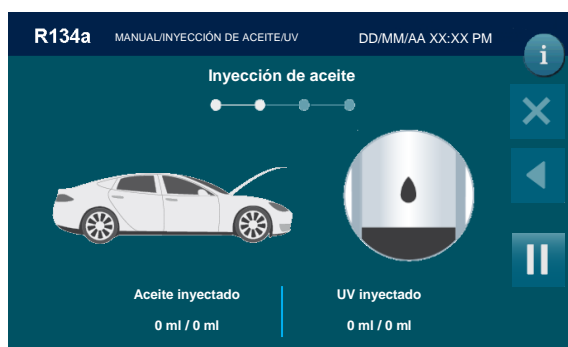 R134a MANUAL/INYECCIÓN DE ACEITE/UV DD/MM/AA XX:XX PM
i
Inyección de aceite
Aceite inyectado UV inyectado
0 ml / 0 ml 0 ml / 0 ml